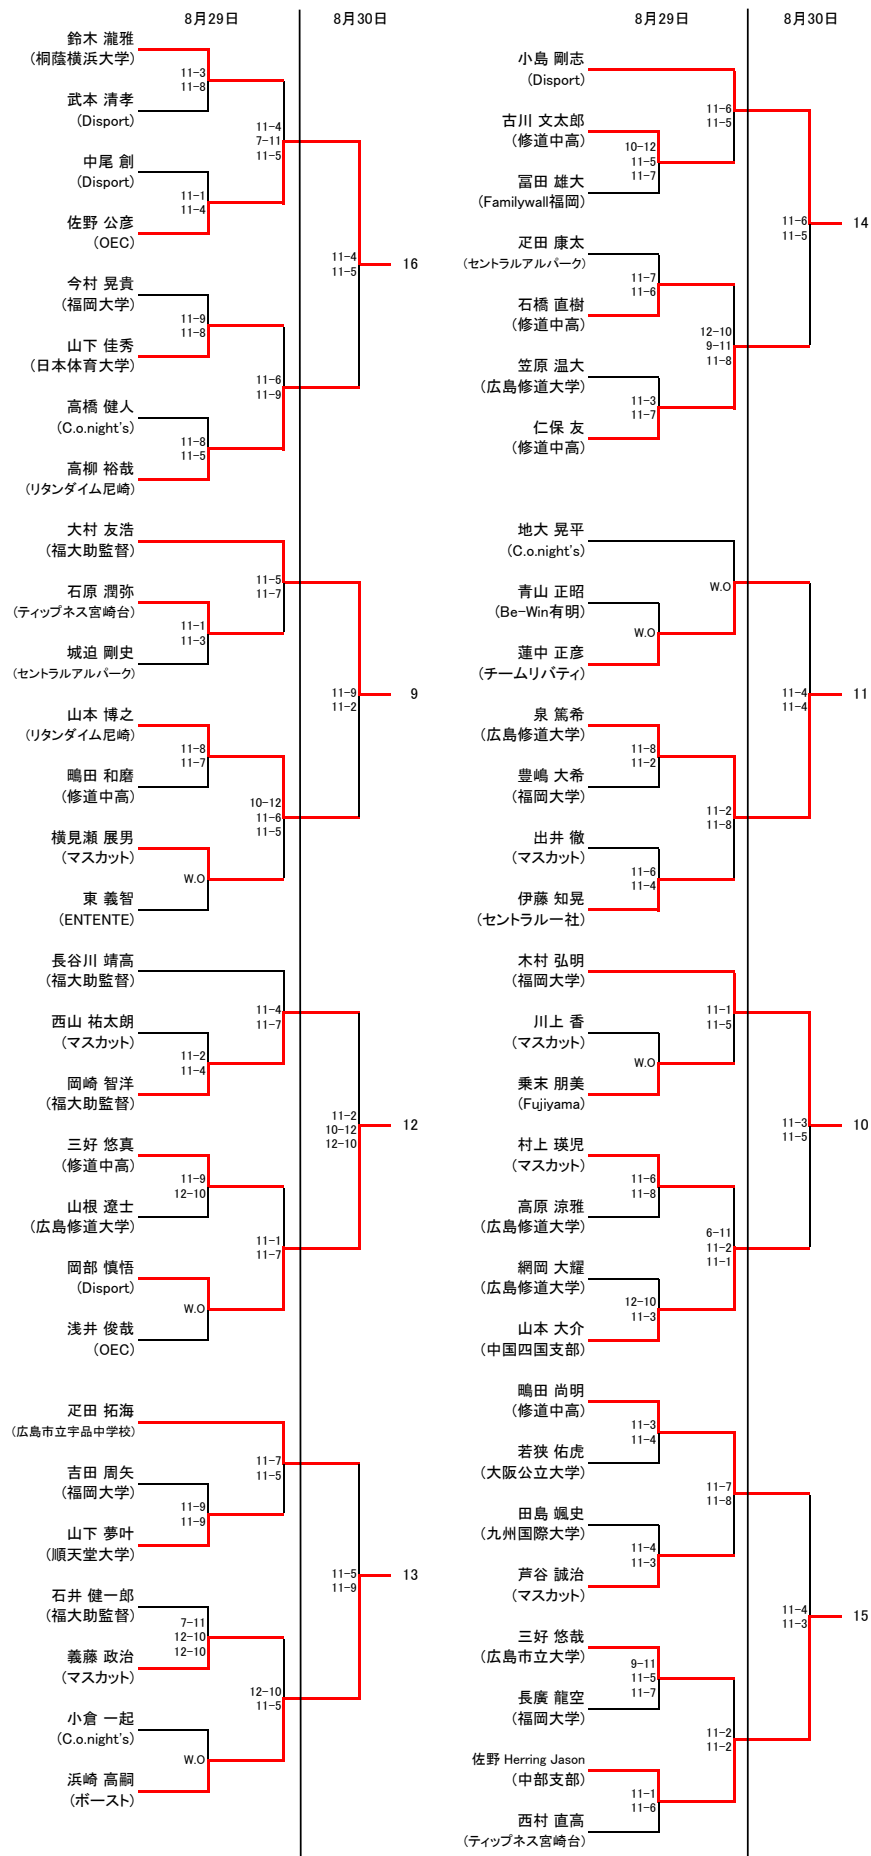 8月29日
8月30日
鈴木 瀧雅
(桐蔭横浜大学)
11-3
11-8
武本 清孝
(Disport)
11-4
7-11
11-5
中尾 創
(Disport)
11-1
11-4
佐野 公彦
(OEC)
11-4
11-5
16
今村 晃貴
(福岡大学)
11-9
11-8
山下 佳秀
(日本体育大学)
11-6
11-9
高橋 健人
(C.o.night's)
11-8
11-5
高柳 裕哉
(リタンダイム尼崎)
大村 友浩
(福大助監督)
11-5
11-7
石原 潤弥
(ティップネス宮崎台)
11-1
11-3
城迫 剛史
(セントラルアルパーク)
11-9
11-2
9
山本 博之
(リタンダイム尼崎)
11-8
11-7
鴫田 和磨
(修道中高)
10-12
11-6
11-5
横見瀬 展男
(マスカット)
W.O
東 義智
(ENTENTE)
長谷川 靖高
(福大助監督)
11-4
11-7
西山 祐太朗
(マスカット)
11-2
11-4
岡崎 智洋
(福大助監督)
11-2
10-12
12-10
12
三好 悠真
(修道中高)
11-9
12-10
山根 遼士
(広島修道大学)
11-1
11-7
岡部 慎悟
(Disport)
W.O
浅井 俊哉
(OEC)
疋田 拓海
(広島市立宇品中学校)
11-7
11-5
吉田 周矢
(福岡大学)
11-9
11-9
山下 夢叶
(順天堂大学)
11-5
11-9
13
石井 健一郎
(福大助監督)
7-11
12-10
12-10
義藤 政治
(マスカット)
12-10
11-5
小倉 一起
(C.o.night's)
W.O
浜崎 高嗣
(ボースト)
8月29日
8月30日
小島 剛志
(Disport)
11-6
11-5
古川 文太郎
(修道中高)
10-12
11-5
11-7
冨田 雄大
(Familywall福岡)
11-6
11-5
14
疋田 康太
(セントラルアルパーク)
11-7
11-6
石橋 直樹
(修道中高)
12-10
9-11
11-8
笠原 温大
(広島修道大学)
11-3
11-7
仁保 友
(修道中高)
地大 晃平
(C.o.night's)
W.O
青山 正昭
(Be-Win有明)
W.O
蓮中 正彦
(チームリバティ)
11-4
11-4
11
泉 篤希
(広島修道大学)
11-8
11-2
豊嶋 大希
(福岡大学)
11-2
11-8
出井 徹
(マスカット)
11-6
11-4
伊藤 知晃
(セントラル一社)
木村 弘明
(福岡大学)
11-1
11-5
川上 香
(マスカット)
W.O
乗末 朋美
(Fujiyama)
11-3
11-5
10
村上 瑛児
(マスカット)
11-6
11-8
高原 涼雅
(広島修道大学)
6-11
11-2
11-1
網岡 大耀
(広島修道大学)
12-10
11-3
山本 大介
(中国四国支部)
鴫田 尚明
(修道中高)
11-3
11-4
若狭 佑虎
(大阪公立大学)
11-7
11-8
田島 颯史
(九州国際大学)
11-4
11-3
芦谷 誠治
(マスカット)
11-4
11-3
15
三好 悠哉
(広島市立大学)
9-11
11-5
11-7
長廣 龍空
(福岡大学)
11-2
11-2
佐野 Herring Jason
(中部支部)
11-1
11-6
西村 直高
(ティップネス宮崎台)